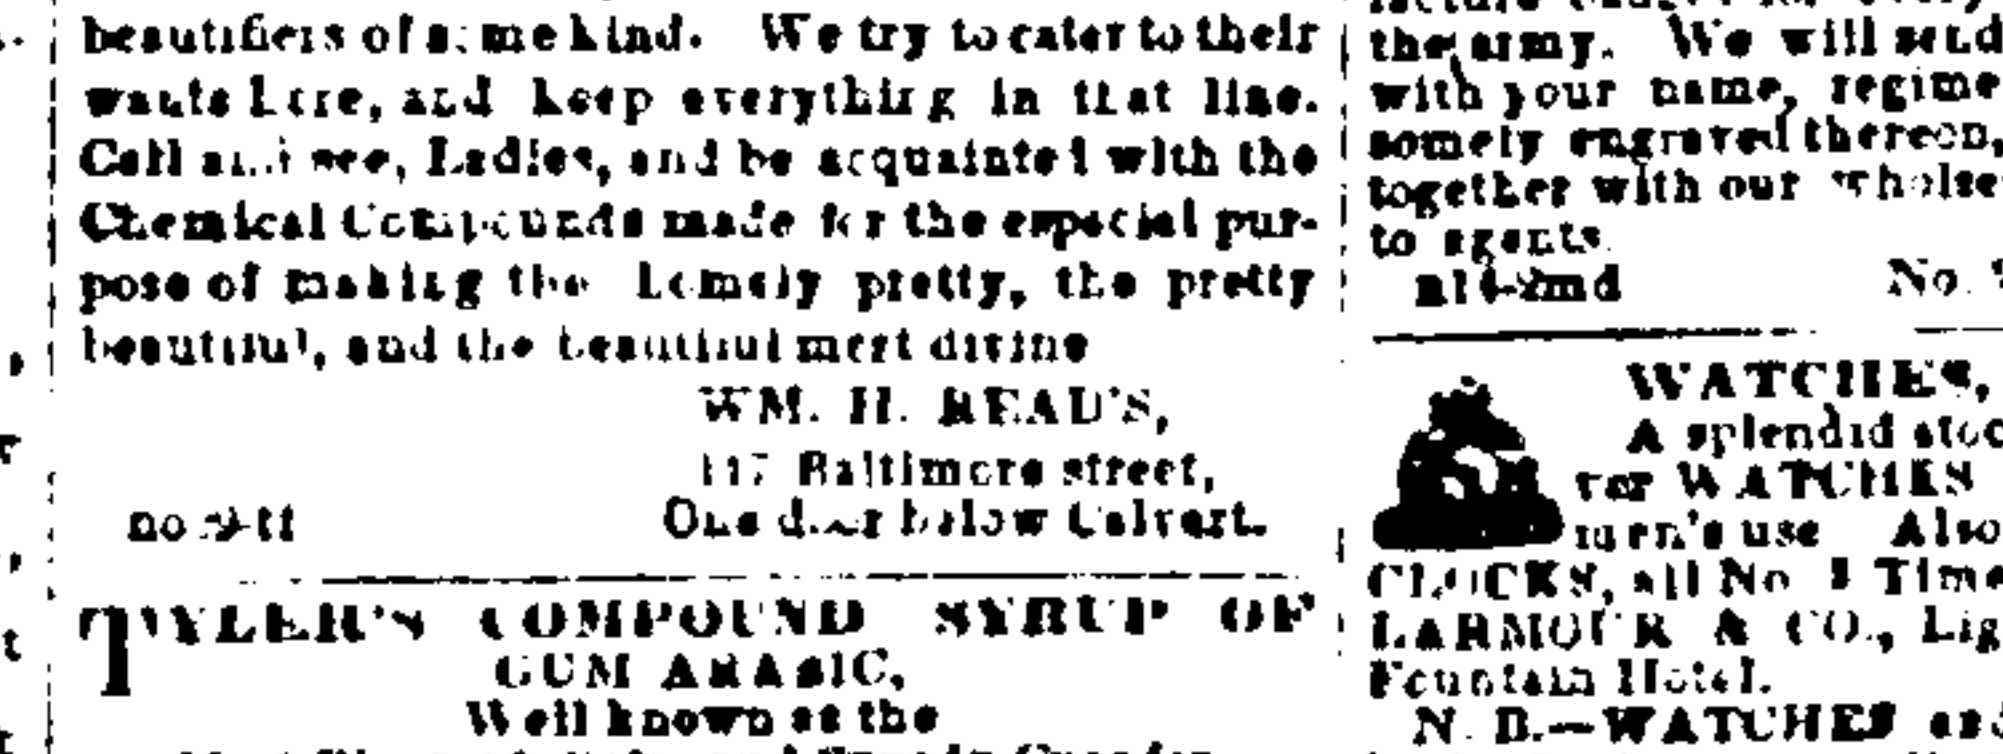 beautifiers of some kind. We try to cater to their
wants here, and keep everything in that line.
Call and see, Ladies, and be acquainted with the
Chemical Compounds made for the especial pur-
pose of making the homely pretty, the pretty
beautiful, and the beautiful most divine
WM. H. READ'S,
117 Baltimore street,
One door below Calvert.
TYLER'S COMPOUND SYRUP OF
GUM ARABIC,
Well known as the
the army. We will send
with your name, regime
somely engraved thereon,
together with our wholse
to agents
n14-2md No.
WATCHES,
A splendid stoc
ver WATCHES
men's use Also
CLOCKS, all No 1 Time
LARMOUR & CO., Lig
Fountain Hotel.
N. B.—WATCHES